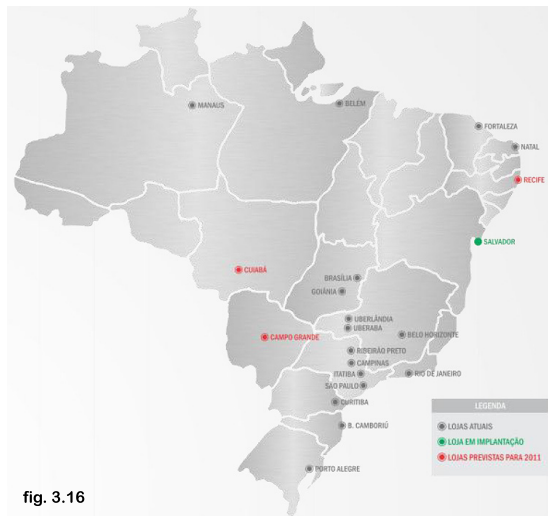 MANAUS
BELÉM
FORTALEZA
NATAL
RECIFE
SALVADOR
CUIABÁ
BRASÍLIA
GOIÂNIA
UBERLÂNDIA
UBERABA
BELO HORIZONTE
CAMPO GRANDE
RIBEIRÃO PRETO
CAMPINAS
ITATIBA
RIO DE JANEIRO
SÃO PAULO
CURITIBA
B. CAMBORIÚ
PORTO ALEGRE
LEGENDA
LOJAS ATUAIS
LOJA EM IMPLANTAÇÃO
LOJAS PREVISTAS PARA 2011
fig. 3.16